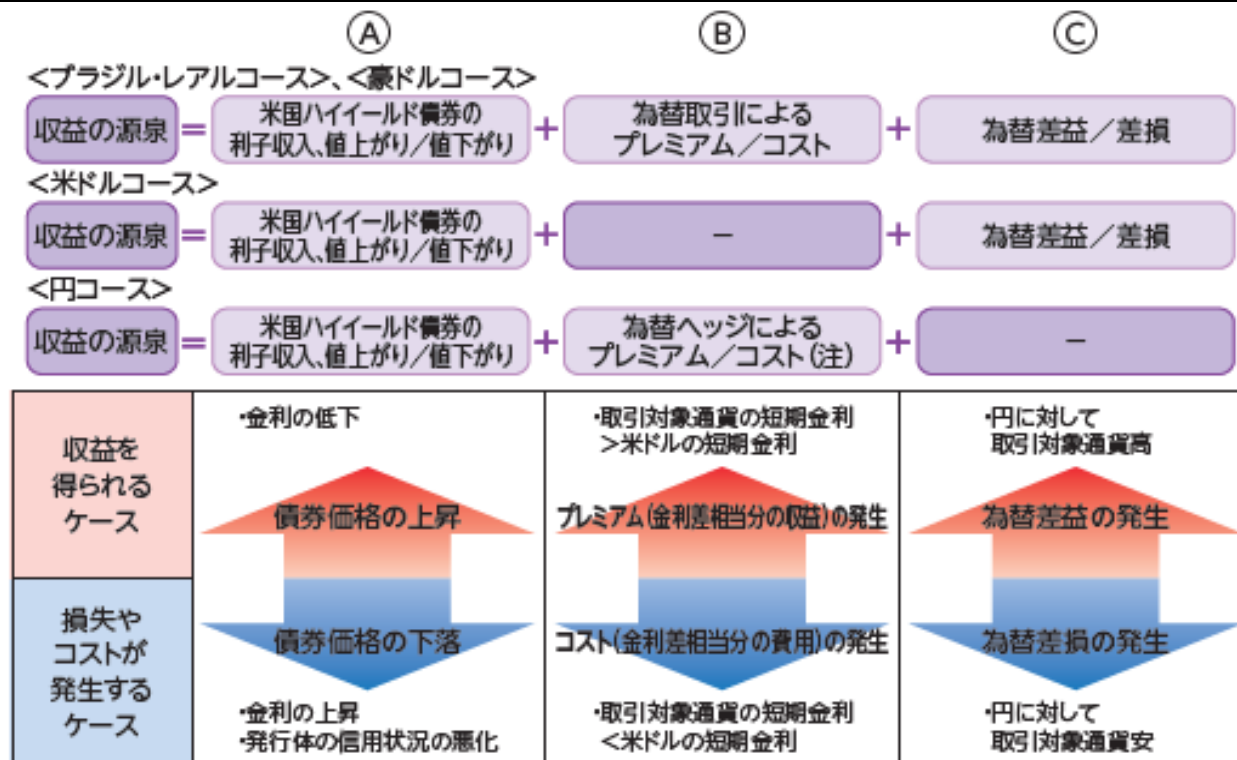 Ⓐ Ⓑ Ⓒ
<ブラジル・レアルコース>、<豪ドルコース>
収益の源泉 = 米国ハイイールド債券の利子収入、値上がり/値下がり + 為替取引によるプレミアム/コスト + 為替差益/差損
<米ドルコース>
収益の源泉 = 米国ハイイールド債券の利子収入、値上がり/値下がり + − + 為替差益/差損
<円コース>
収益の源泉 = 米国ハイイールド債券の利子収入、値上がり/値下がり + 為替ヘッジによるプレミアム/コスト(注) + −
収益を
得られる
ケース
・金利の低下
債券価格の上昇
・取引対象通貨の短期金利
>米ドルの短期金利
プレミアム(金利差相当分の収益)の発生
・円に対して
取引対象通貨高
為替差益の発生
損失や
コストが
発生する
ケース
債券価格の下落
・金利の上昇
・発行体の信用状況の悪化
コスト(金利差相当分の費用)の発生
・取引対象通貨の短期金利
<米ドルの短期金利
為替差損の発生
・円に対して
取引対象通貨安